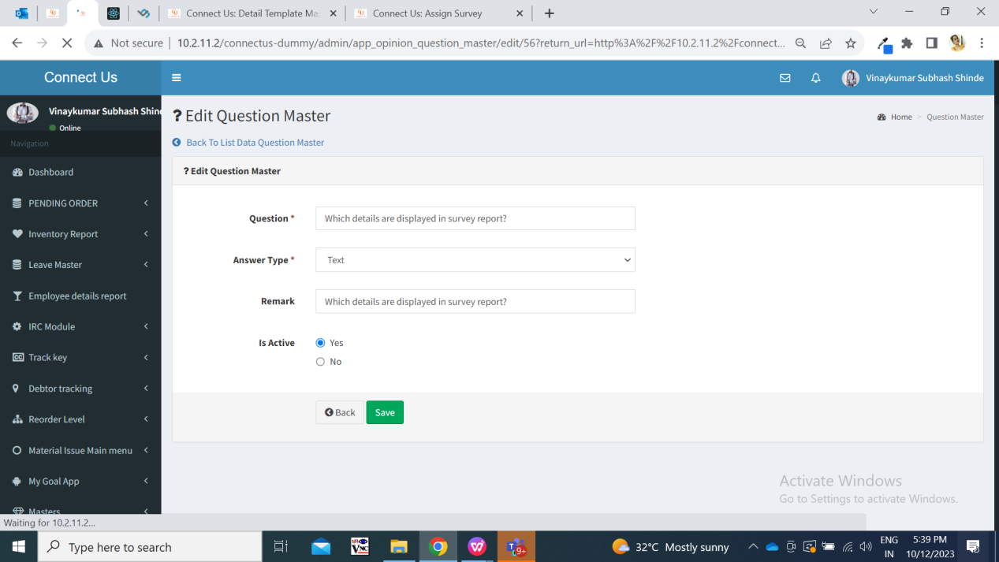 Connect Us: Detail Template Ma
Connect Us: Assign Survey
Not secure
10.2.11.2/connectus-dummy/admin/app_opinion_question_master/edit/56?return_url=http%3A%2F%2F10.2.11.2%2Fconnect...
Connect Us
Vinaykumar Subhash Shinde
Vinaykumar Subhash Shin
Online
Navigation
Dashboard
PENDING ORDER
Inventory Report
Leave Master
Employee details report
IRC Module
Track key
Debtor tracking
Reorder Level
Material Issue Main menu
My Goal App
Masters
? Edit Question Master
Home > Question Master
Back To List Data Question Master
? Edit Question Master
Question *
Which details are displayed in survey report?
Answer Type *
Text
Remark
Which details are displayed in survey report?
Is Active
Yes
No
Back
Save
Activate Windows
Go to Settings to activate Windows.
Waiting for 10.2.11.2...
Type here to search
9+
32°C Mostly sunny
ENG
IN
5:39 PM
10/12/2023